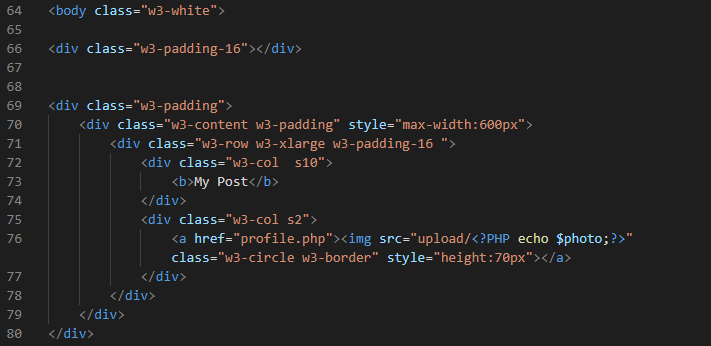 64 <body class="w3-white">
65
66 <div class="w3-padding-16"></div>
67
68
69 <div class="w3-padding">
70     <div class="w3-content w3-padding" style="max-width:600px">
71         <div class="w3-row w3-xlarge w3-padding-16 ">
72             <div class="w3-col  s10">
73                 <b>My Post</b>
74             </div>
75             <div class="w3-col s2">
76                 <a href="profile.php"><img src="upload/<?PHP echo $photo;?>"
                class="w3-circle w3-border" style="height:70px"></a>
77             </div>
78         </div>
79     </div>
80 </div>